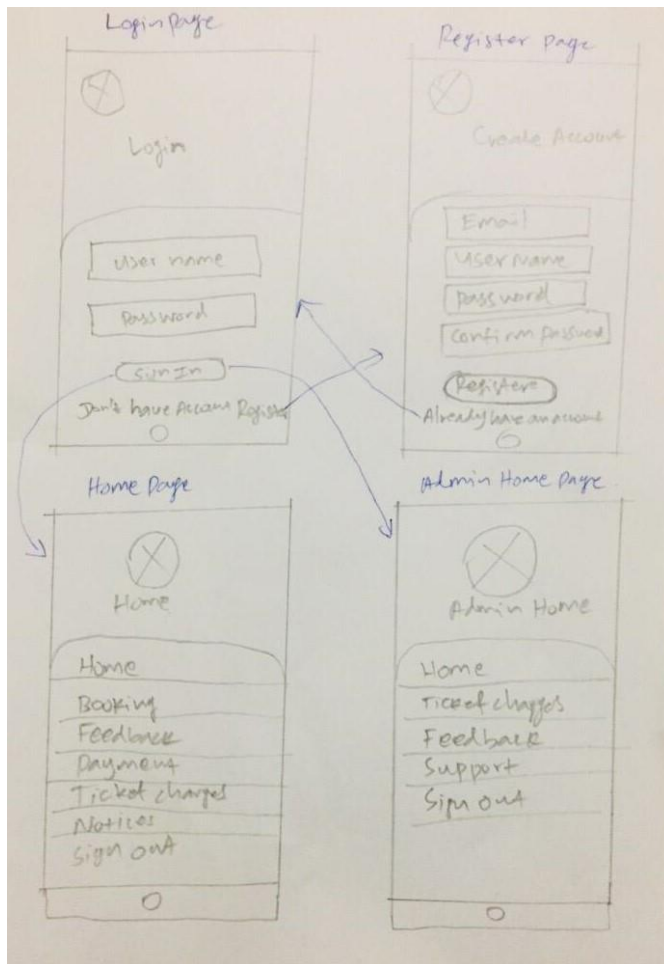 Login page
Login
User name
Password
Sign In
Don't have Account Register
Register page
Create Account
Email
User Name
password
Confirm password
Registere
Already have an account
Home Page
Home
Home
Booking
Feedback
Payment
Ticket charges
Notices
Sign out
Admin Home Page
Admin Home
Home
Ticket charges
Feedback
Support
Sign out